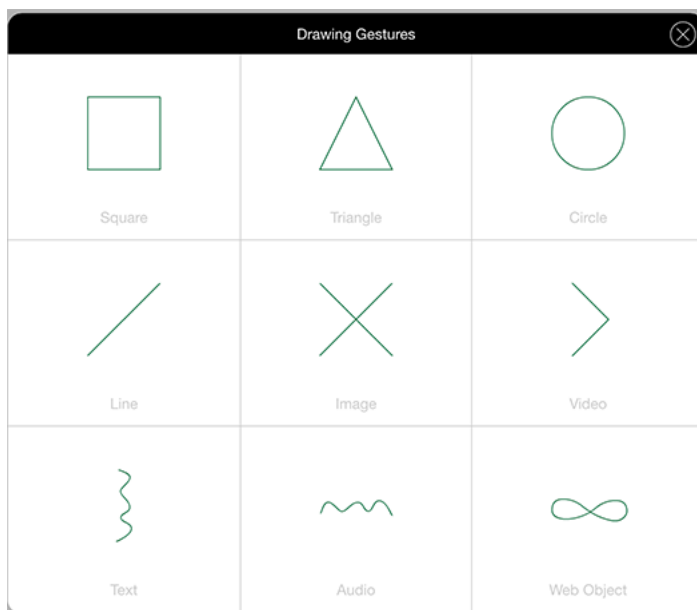 Drawing Gestures
Square
Triangle
Circle
Line
Image
Video
Text
Audio
Web Object